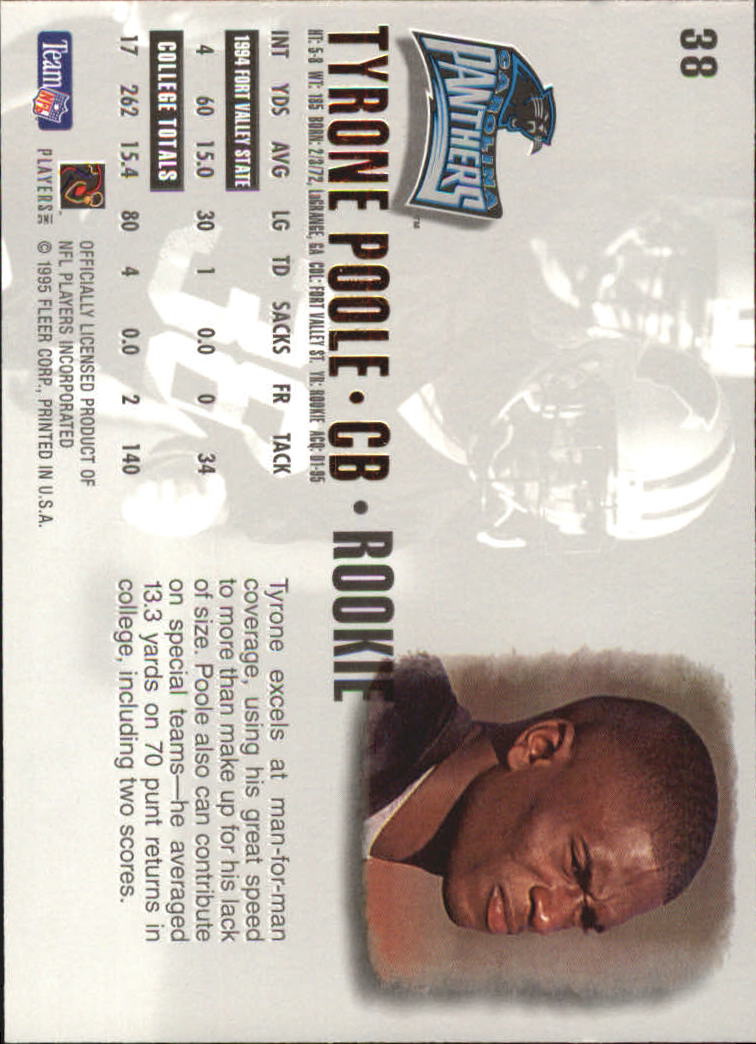 38
CAROLINA
PANTHERS
™
TYRONE POOLE • CB • ROOKIE
HT: 5-8 WT: 185 BORN: 2/3/72, LaGRANGE, GA COL: FORT VALLEY ST. YR: ROOKIE ACQ: D1-95
INT YDS AVG LG TD SACKS FR TACK
1994 FORT VALLEY STATE
4 60 15.0 30 1 0.0 0 34
COLLEGE TOTALS
17 262 15.4 80 4 0.0 2 140
Tyrone excels at man-for-man
coverage, using his great speed
to more than make up for his lack
of size. Poole also can contribute
on special teams—he averaged
13.3 yards on 70 punt returns in
college, including two scores.
Team NFL
PLAYERS INC
OFFICIALLY LICENSED PRODUCT OF
NFL PLAYERS INCORPORATED
© 1995 FLEER CORP., PRINTED IN U.S.A.